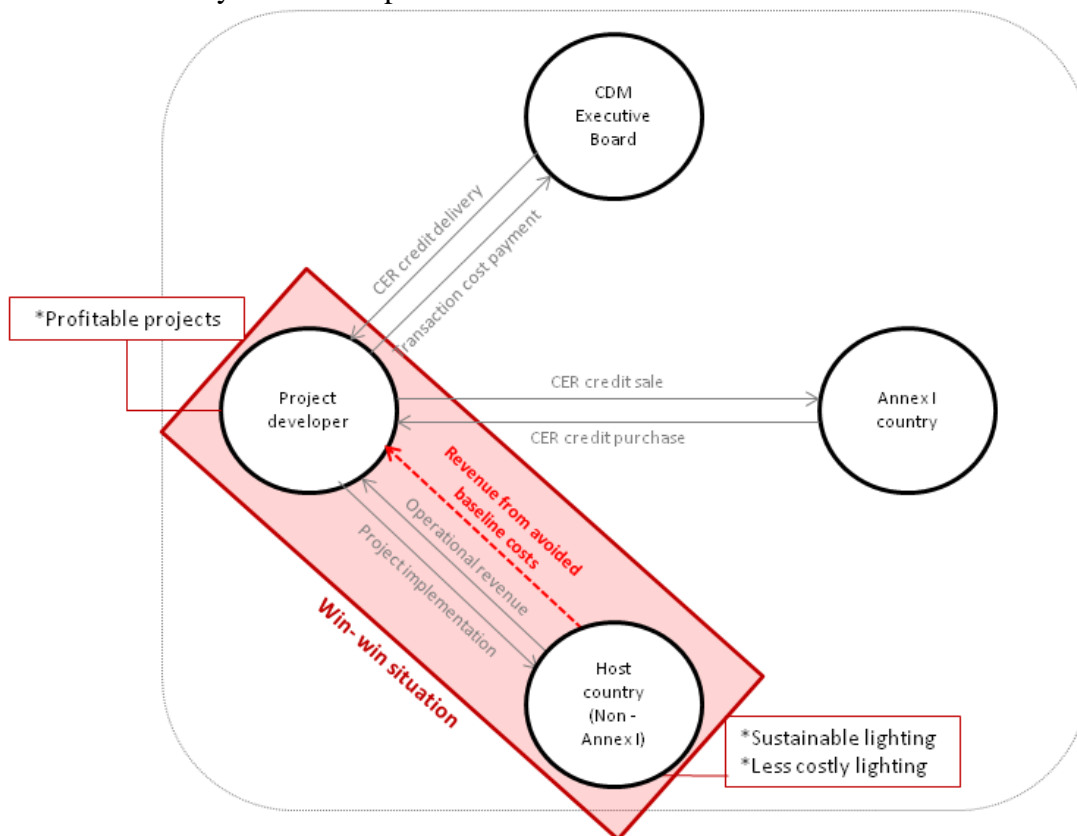 CDM
Executive
Board
CER credit delivery
Transaction cost payment
*Profitable projects
Project
developer
CER credit sale
CER credit purchase
Annex I
country
Revenue from avoided
baseline costs
Operational revenue
Project implementation
Win- win situation
Host
country
(Non -
Annex I)
*Sustainable lighting
*Less costly lighting